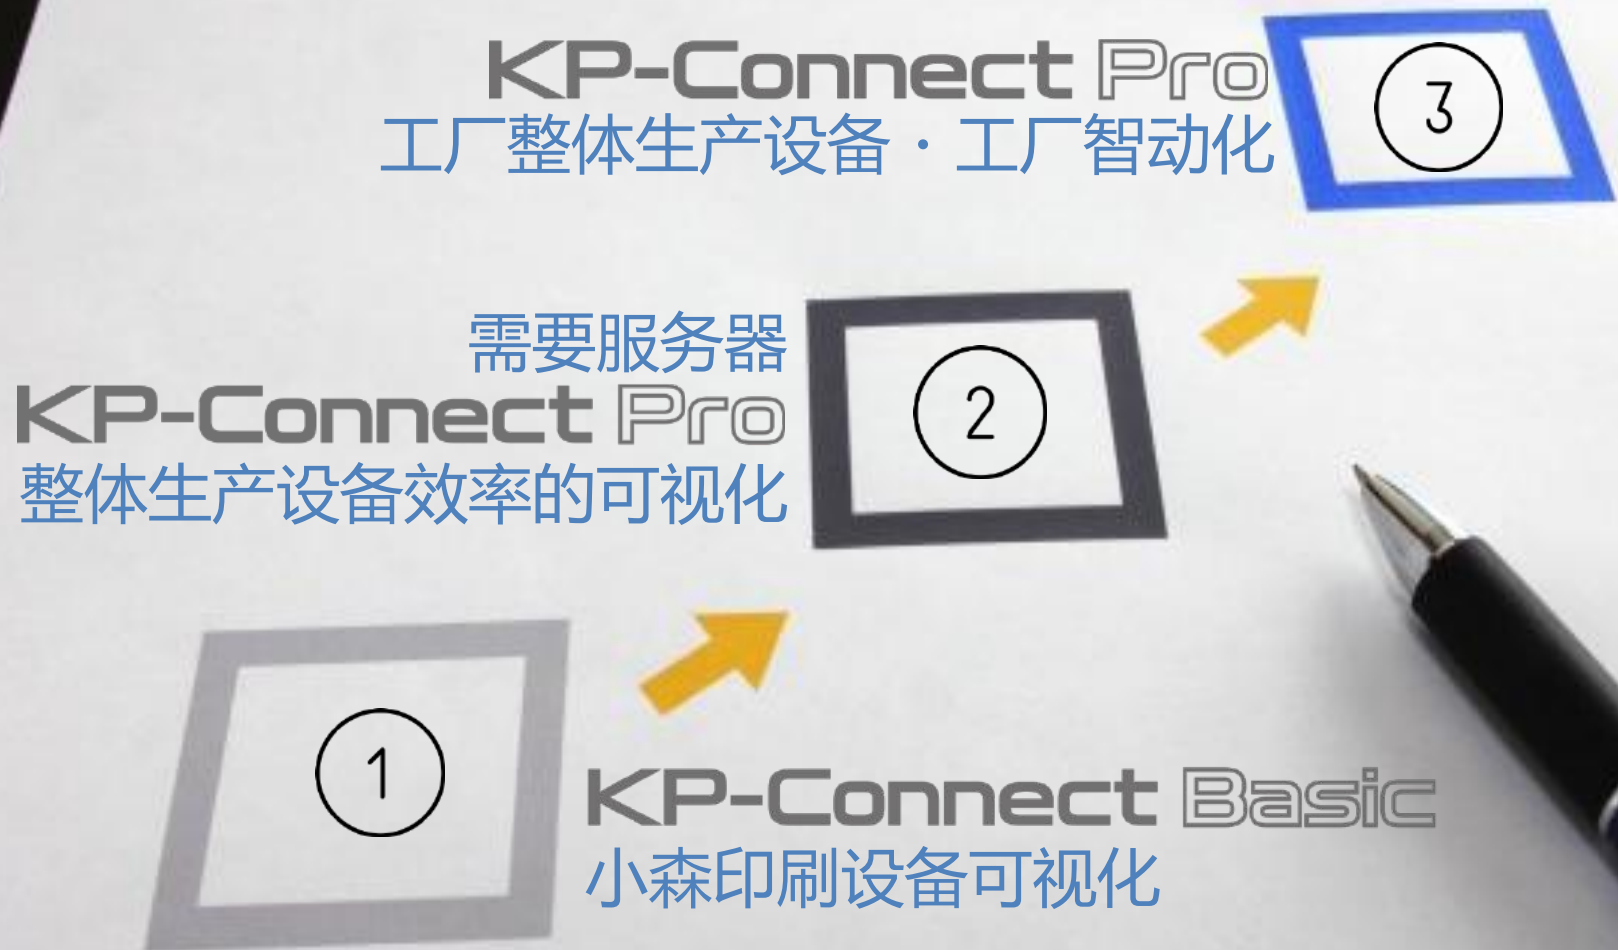 KP-Connect Pro
工厂整体生产设备·工厂智动化
③
需要服务器
KP-Connect Pro
整体生产设备效率的可视化
②
①
KP-Connect Basic
小森印刷设备可视化